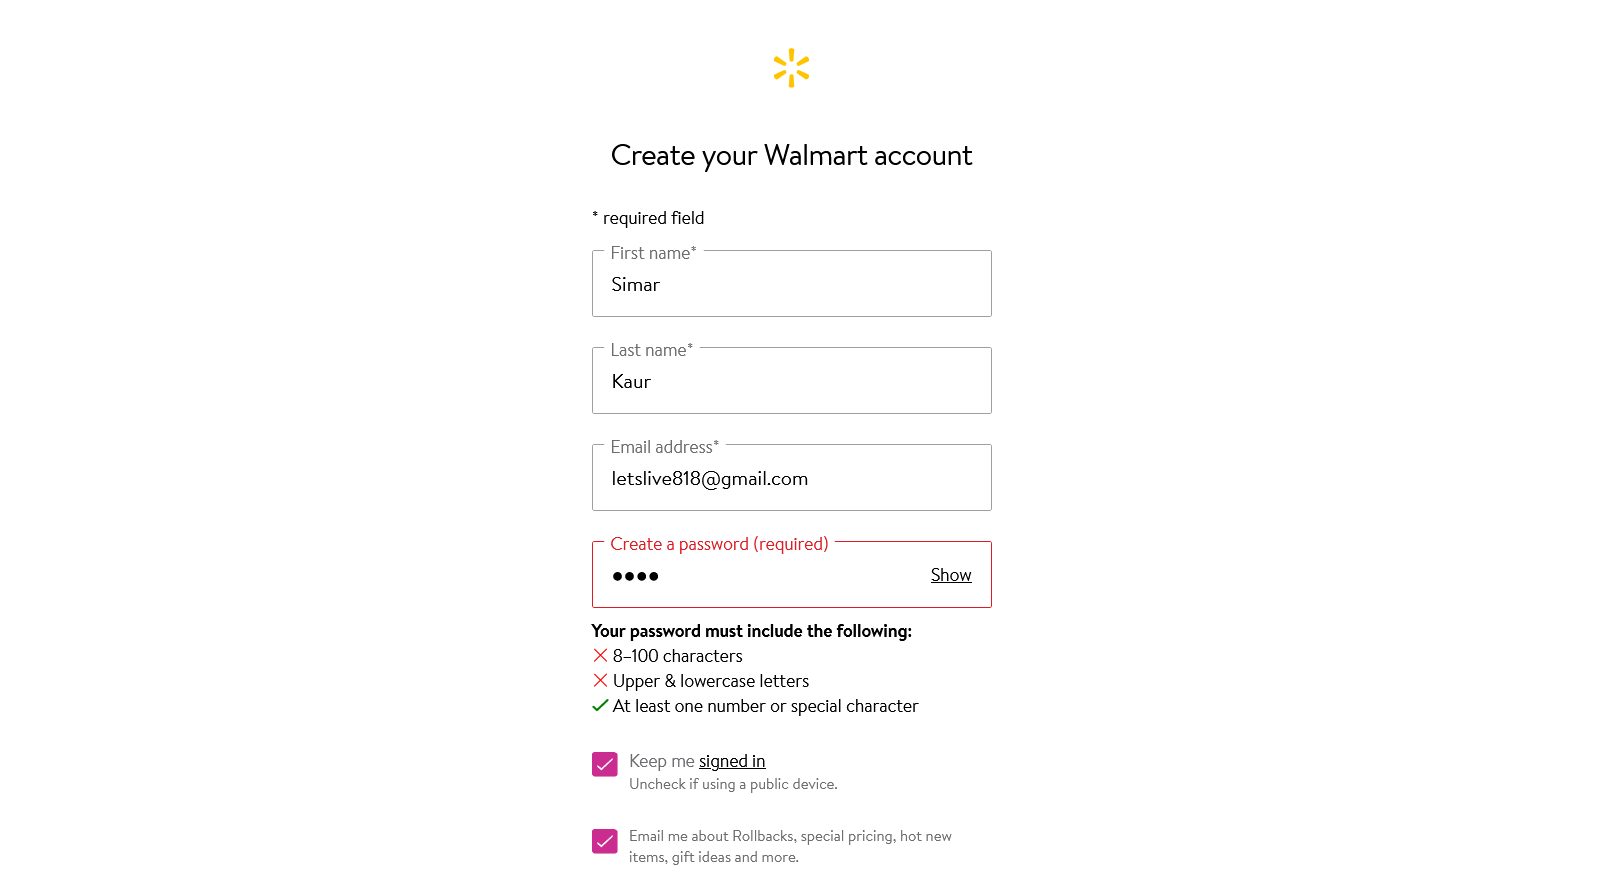 Create your Walmart account
* required field
First name*
Simar
Last name*
Kaur
Email address*
letslive818@gmail.com
Create a password (required)
●●●● Show
Your password must include the following:
8–100 characters
Upper & lowercase letters
At least one number or special character
Keep me signed in
Uncheck if using a public device.
Email me about Rollbacks, special pricing, hot new
items, gift ideas and more.